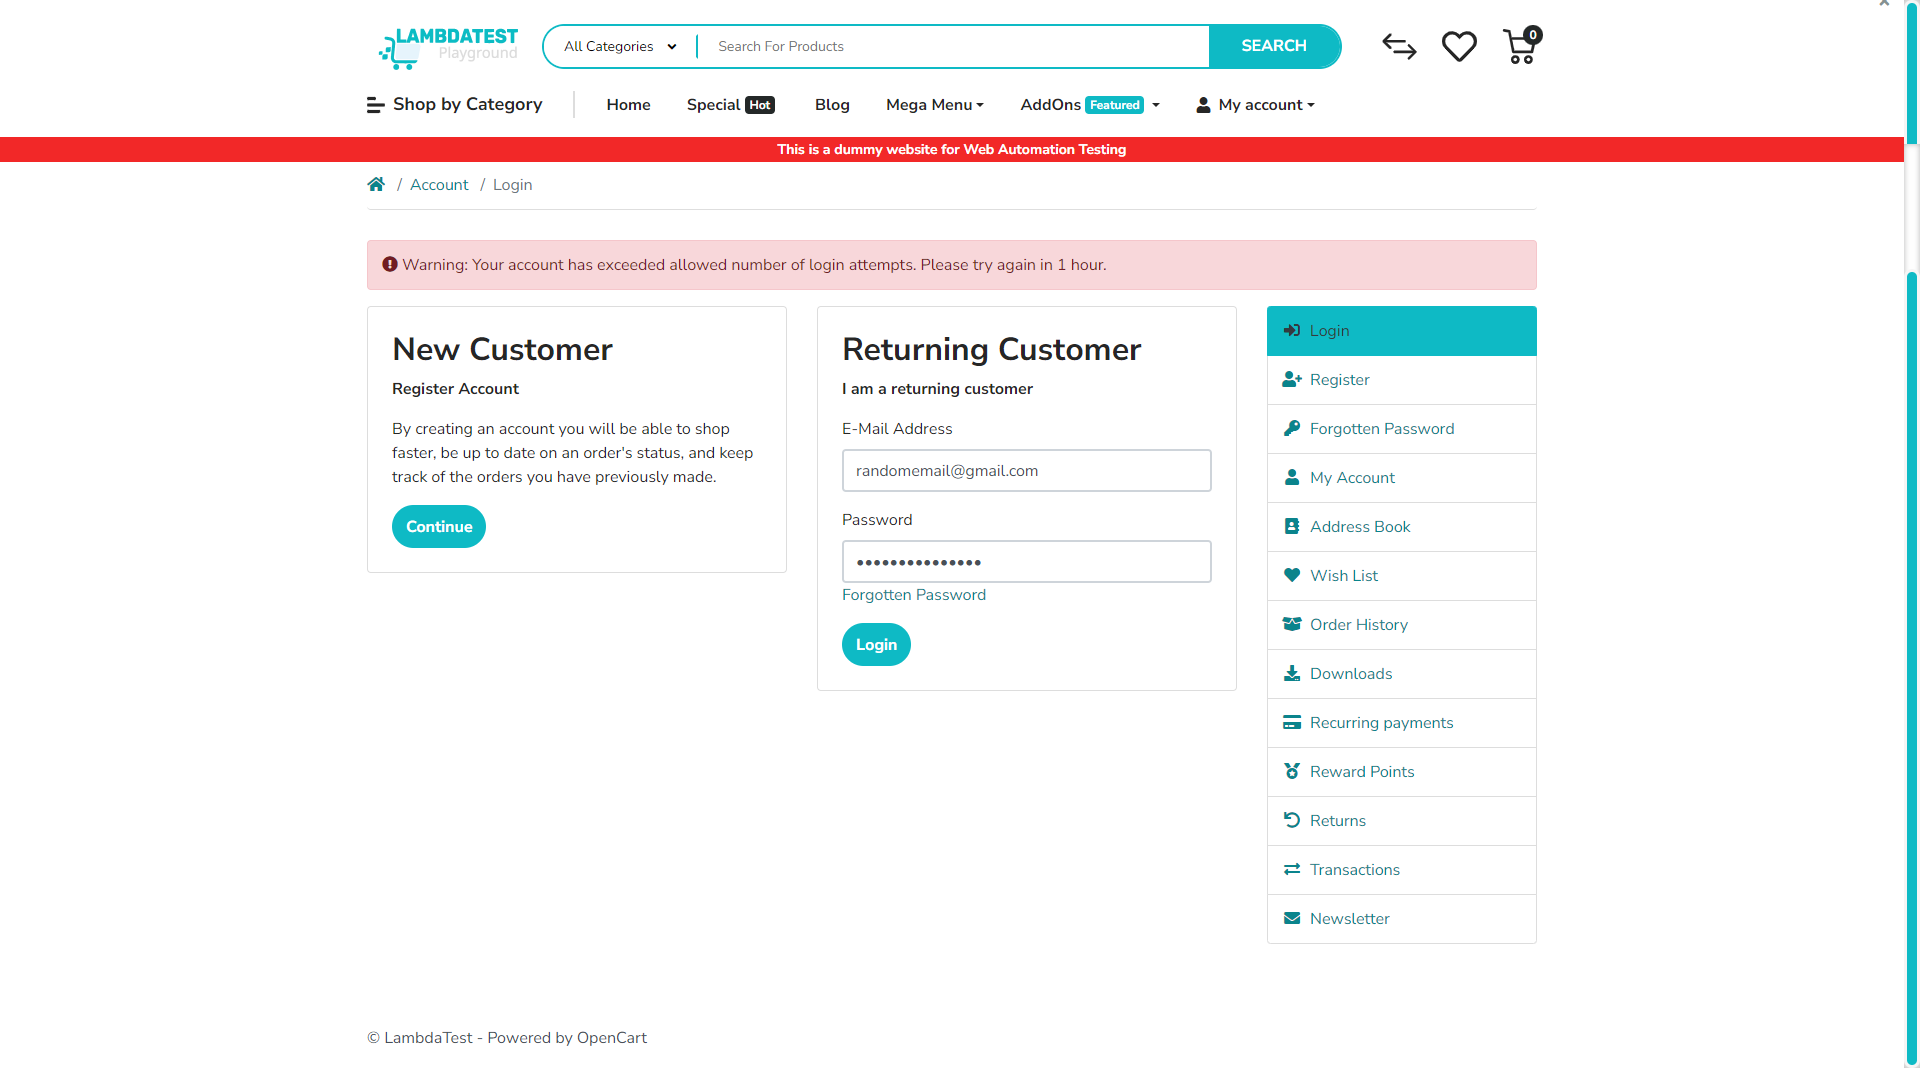 LAMBDATEST
Playground
All Categories
Search For Products
SEARCH
0
Shop by Category
Home
Special Hot
Blog
Mega Menu
AddOns Featured
My account
This is a dummy website for Web Automation Testing
/ Account / Login
Warning: Your account has exceeded allowed number of login attempts. Please try again in 1 hour.
New Customer
Register Account
By creating an account you will be able to shop
faster, be up to date on an order's status, and keep
track of the orders you have previously made.
Continue
Returning Customer
I am a returning customer
E-Mail Address
randomemail@gmail.com
Password
•••••••••••••••
Forgotten Password
Login
Login
Register
Forgotten Password
My Account
Address Book
Wish List
Order History
Downloads
Recurring payments
Reward Points
Returns
Transactions
Newsletter
© LambdaTest - Powered by OpenCart